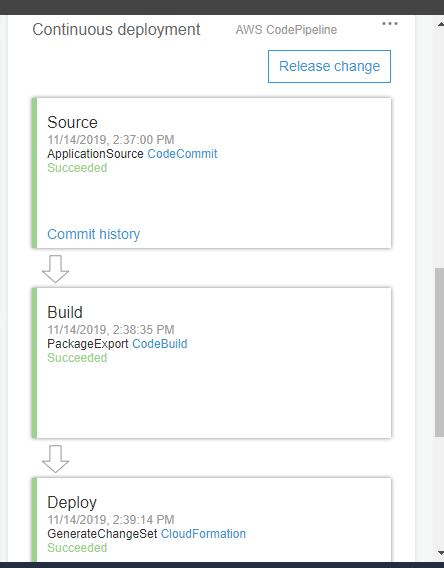 Continuous deployment AWS CodePipeline
Release change
Source
11/14/2019, 2:37:00 PM
ApplicationSource CodeCommit
Succeeded
Commit history
Build
11/14/2019, 2:38:35 PM
PackageExport CodeBuild
Succeeded
Deploy
11/14/2019, 2:39:14 PM
GenerateChangeSet CloudFormation
Succeeded